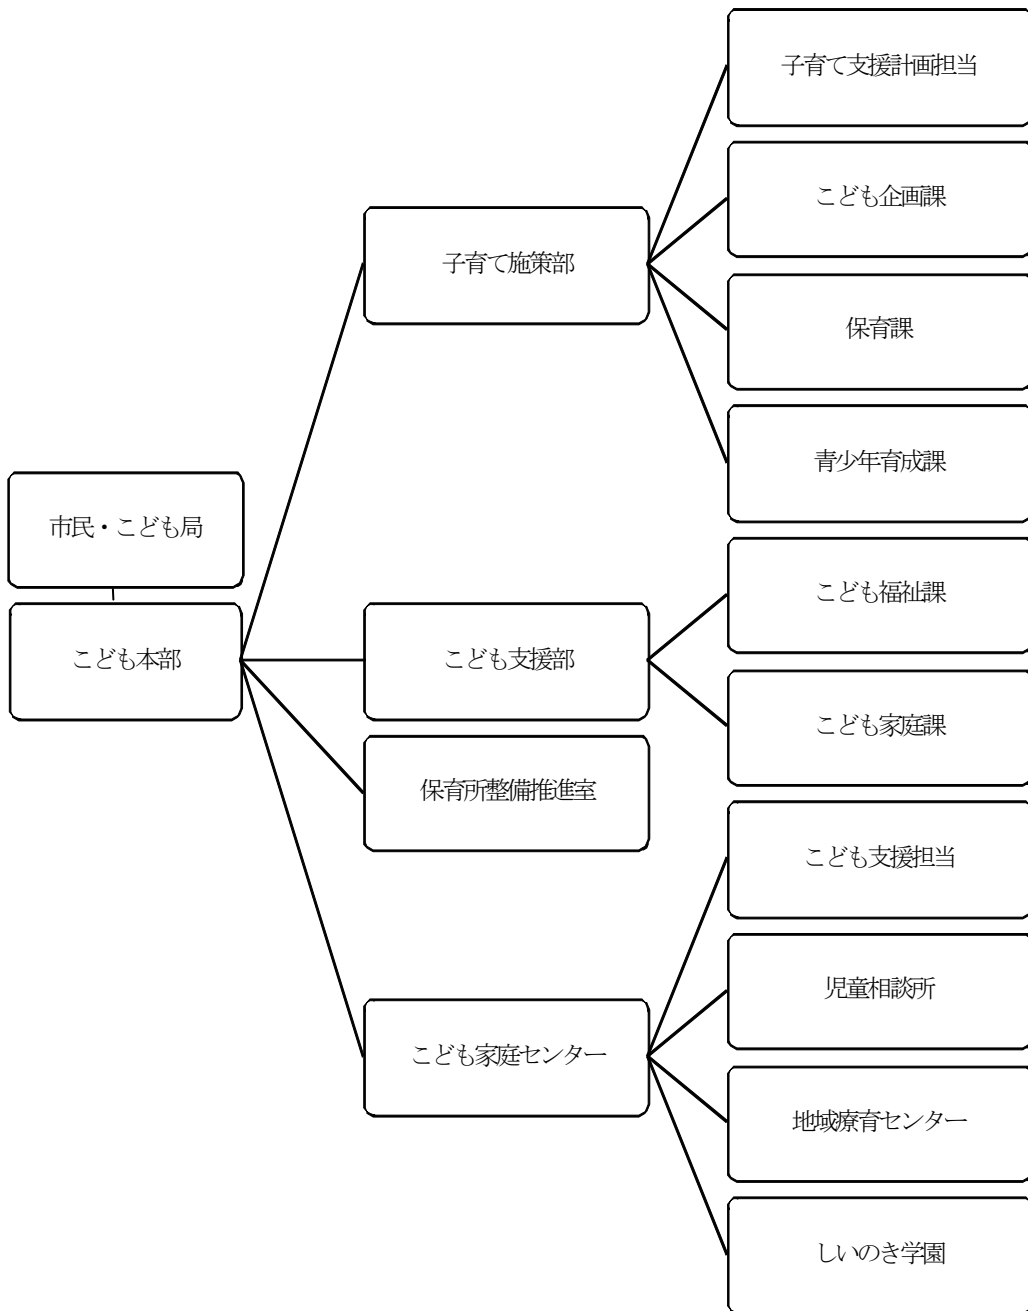 市民・こども局
こども本部
子育て施策部
子育て支援計画担当
こども企画課
保育課
青少年育成課
こども支援部
こども福祉課
こども家庭課
保育所整備推進室
こども家庭センター
こども支援担当
児童相談所
地域療育センター
しいのき学園